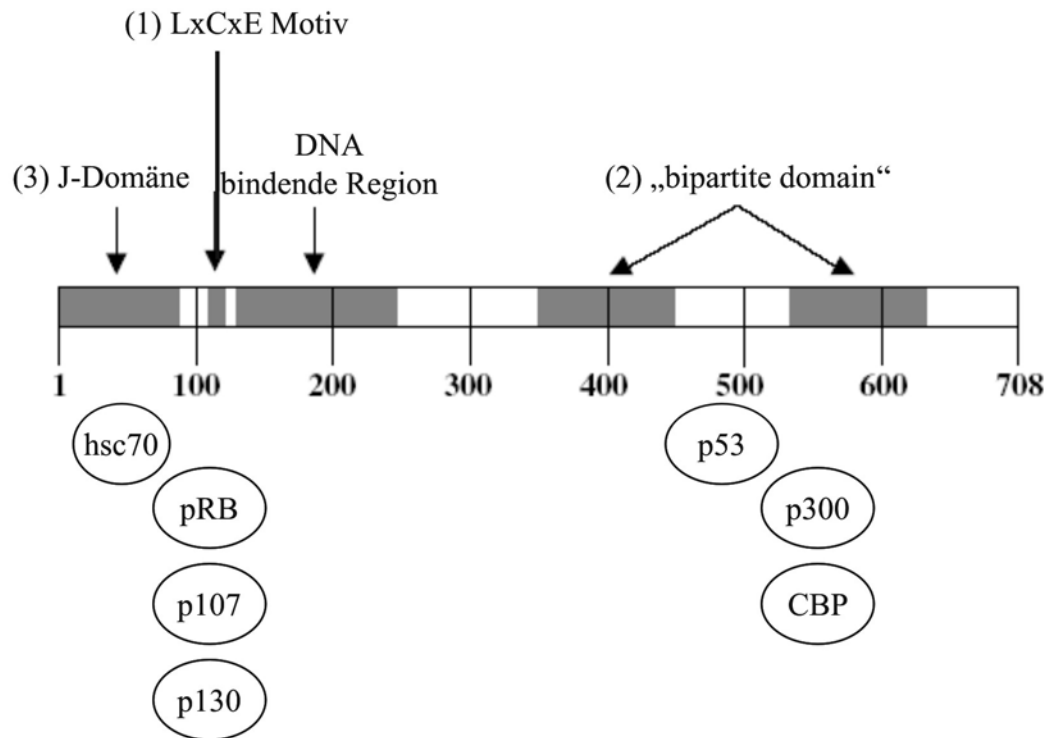 (1) LxCxE Motiv
DNA
(3) J-Domäne
bindende Region
(2) „bipartite domain“
1 100 200 300 400 500 600 708
hsc70
p53
pRB
p300
p107
CBP
p130